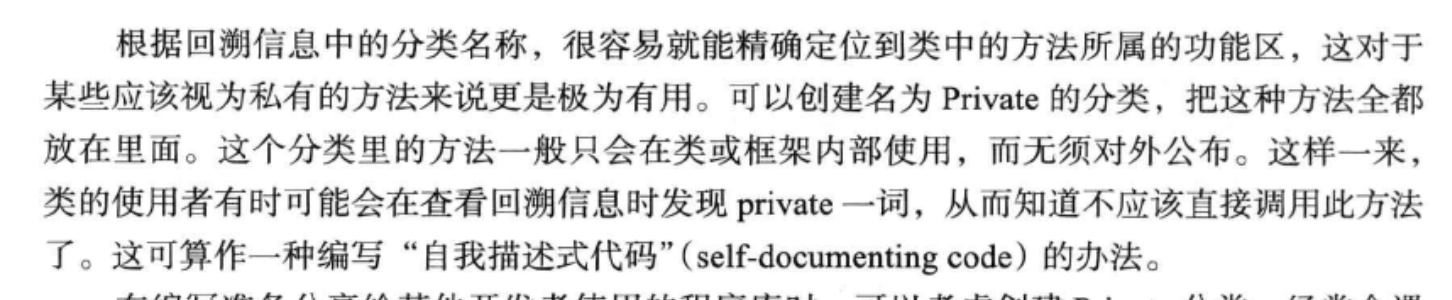 根据回溯信息中的分类名称，很容易就能精确定位到类中的方法所属的功能区，这对于
某些应该视为私有的方法来说更是极为有用。可以创建名为 Private 的分类，把这种方法全都
放在里面。这个分类里的方法一般只会在类或框架内部使用，而无须对外公布。这样一来，
类的使用者有时可能会在查看回溯信息时发现 private 一词，从而知道不应该直接调用此方法
了。这可算作一种编写“自我描述式代码”（self-documenting code）的办法。